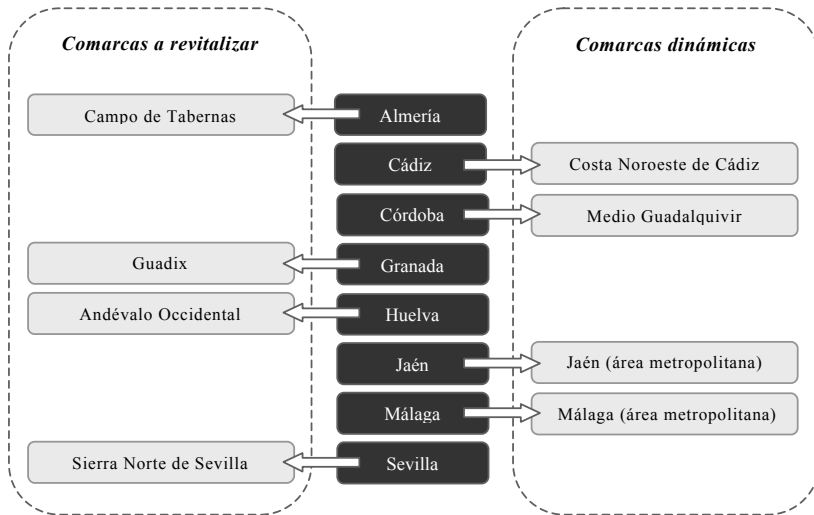 Comarcas a revitalizar
Comarcas dinámicas
Campo de Tabernas
Almería
Cádiz
Costa Noroeste de Cádiz
Córdoba
Medio Guadalquivir
Guadix
Granada
Andévalo Occidental
Huelva
Jaén
Jaén (área metropolitana)
Málaga
Málaga (área metropolitana)
Sierra Norte de Sevilla
Sevilla